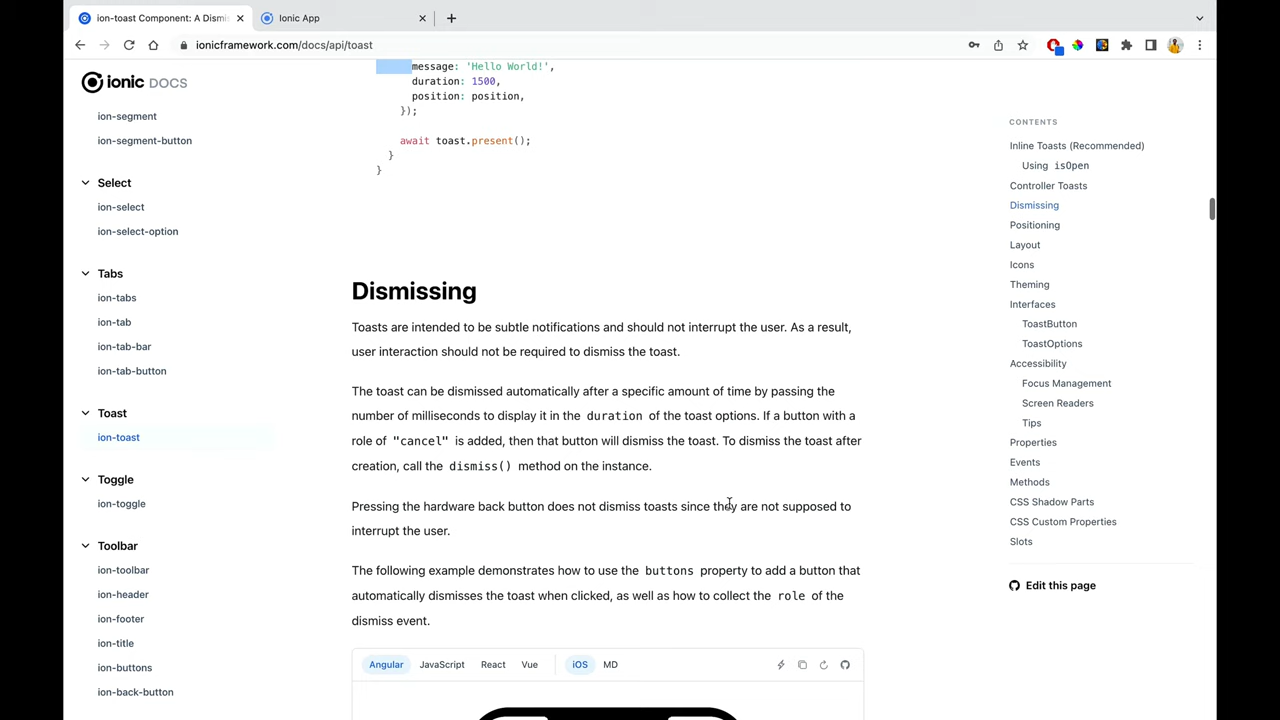 ion-toast Component: A Dismi
Ionic App
ionicframework.com/docs/api/toast
ionic DOCS
ion-segment
ion-segment-button
Select
ion-select
ion-select-option
Tabs
ion-tabs
ion-tab
ion-tab-bar
ion-tab-button
Toast
ion-toast
Toggle
ion-toggle
Toolbar
ion-toolbar
ion-header
ion-footer
ion-title
ion-buttons
ion-back-button
message: 'Hello World!',
duration: 1500,
position: position,
});
await toast.present();
}
}
Dismissing
Toasts are intended to be subtle notifications and should not interrupt the user. As a result,
user interaction should not be required to dismiss the toast.
The toast can be dismissed automatically after a specific amount of time by passing the
number of milliseconds to display it in the duration of the toast options. If a button with a
role of "cancel" is added, then that button will dismiss the toast. To dismiss the toast after
creation, call the dismiss() method on the instance.
Pressing the hardware back button does not dismiss toasts since they are not supposed to
interrupt the user.
The following example demonstrates how to use the buttons property to add a button that
automatically dismisses the toast when clicked, as well as how to collect the role of the
dismiss event.
Angular JavaScript React Vue iOS MD
CONTENTS
Inline Toasts (Recommended)
Using isOpen
Controller Toasts
Dismissing
Positioning
Layout
Icons
Theming
Interfaces
ToastButton
ToastOptions
Accessibility
Focus Management
Screen Readers
Tips
Properties
Events
Methods
CSS Shadow Parts
CSS Custom Properties
Slots
Edit this page